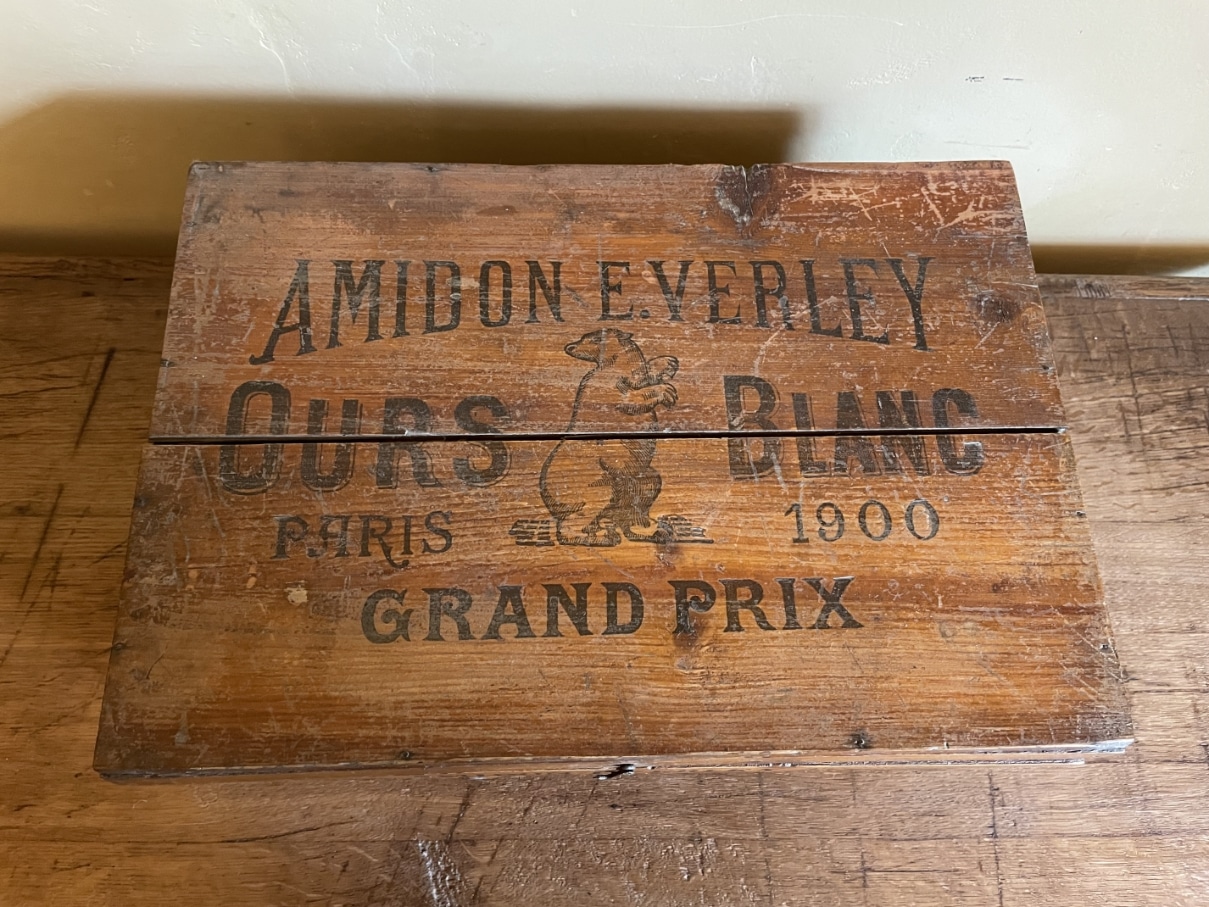 AMIDON E. VERLEY
OURS BLANC
PARIS 1900
GRAND PRIX